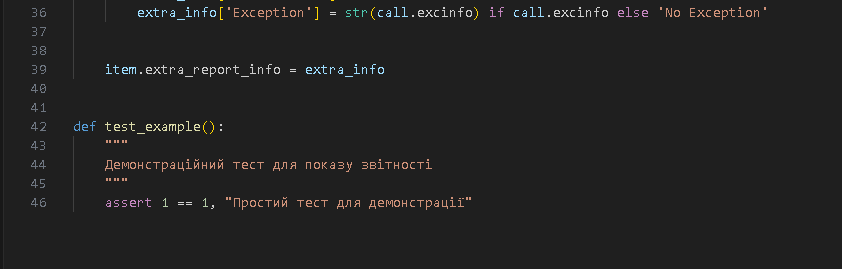 36 extra_info['Exception'] = str(call.excinfo) if call.excinfo else 'No Exception'
37
38
39 item.extra_report_info = extra_info
40
41
42 def test_example():
43 """
44 Демонстраційний тест для показу звітності
45 """
46 assert 1 == 1, "Простий тест для демонстрації"